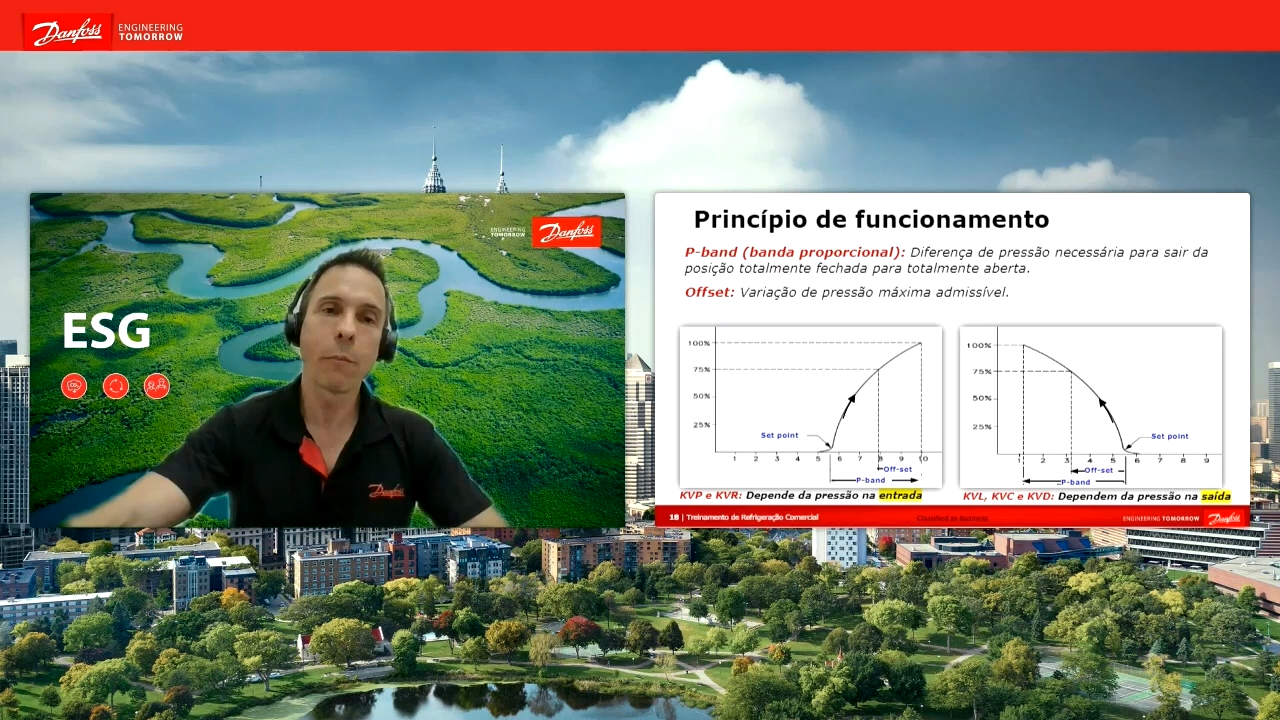 Danfoss
ENGINEERING
TOMORROW
ENGINEERING
TOMORROW
Danfoss
ESG
CO₂
Danfoss
Princípio de funcionamento
P-band (banda proporcional): Diferença de pressão necessária para sair da
posição totalmente fechada para totalmente aberta.
Offset: Variação de pressão máxima admissível.
100%
75%
50%
25%
Set point
1 2 3 4 5 6 7 8 9 10
Off-set
P-band
KVP e KVR: Depende da pressão na entrada
100%
75%
50%
25%
Set point
1 2 3 4 5 6 7 8 9
Off-set
P-band
KVL, KVC e KVD: Dependem da pressão na saída
18 | Treinamento de Refrigeração Comercial
Classified as Business
ENGINEERING TOMORROW
Danfoss